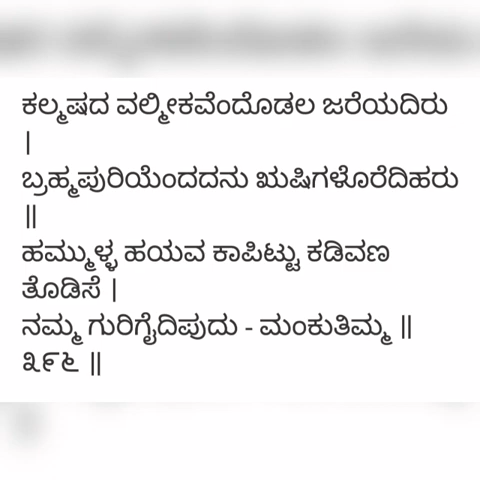 ಕಲ್ಮಷದ ವಲ್ಮೀಕವೆಂದೊಡಲ ಜರೆಯದಿರು
|
ಬ್ರಹ್ಮಪುರಿಯೆಂದದನು ಋಷಿಗಳೊರೆದಿಹರು
||
ಹಮ್ಮುಳ್ಳ ಹಯವ ಕಾಪಿಟ್ಟು ಕಡಿವಣ
ತೊಡಿಸೆ |
ನಮ್ಮ ಗುರಿಗೈದಿಪುದು - ಮಂಕುತಿಮ್ಮ ||
೩೯೬ ||